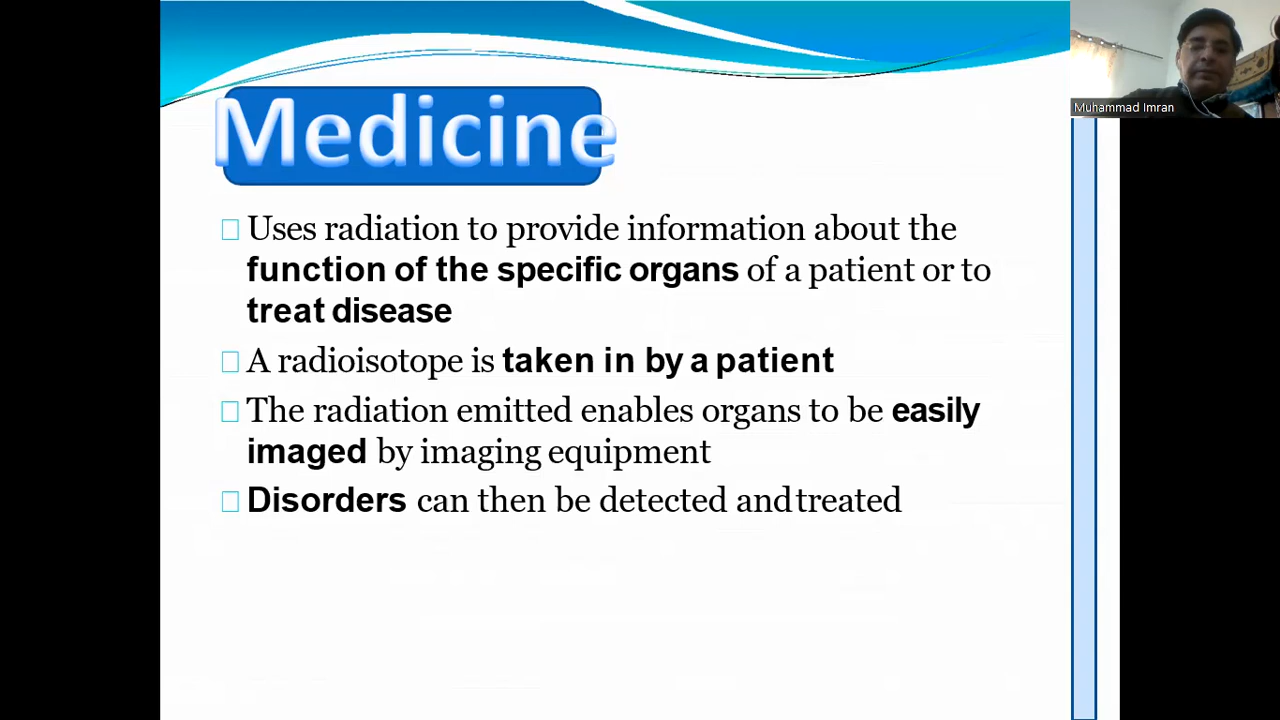 Medicine
Muhammad Imran
Uses radiation to provide information about the
function of the specific organs of a patient or to
treat disease
A radioisotope is taken in by a patient
The radiation emitted enables organs to be easily
imaged by imaging equipment
Disorders can then be detected and treated